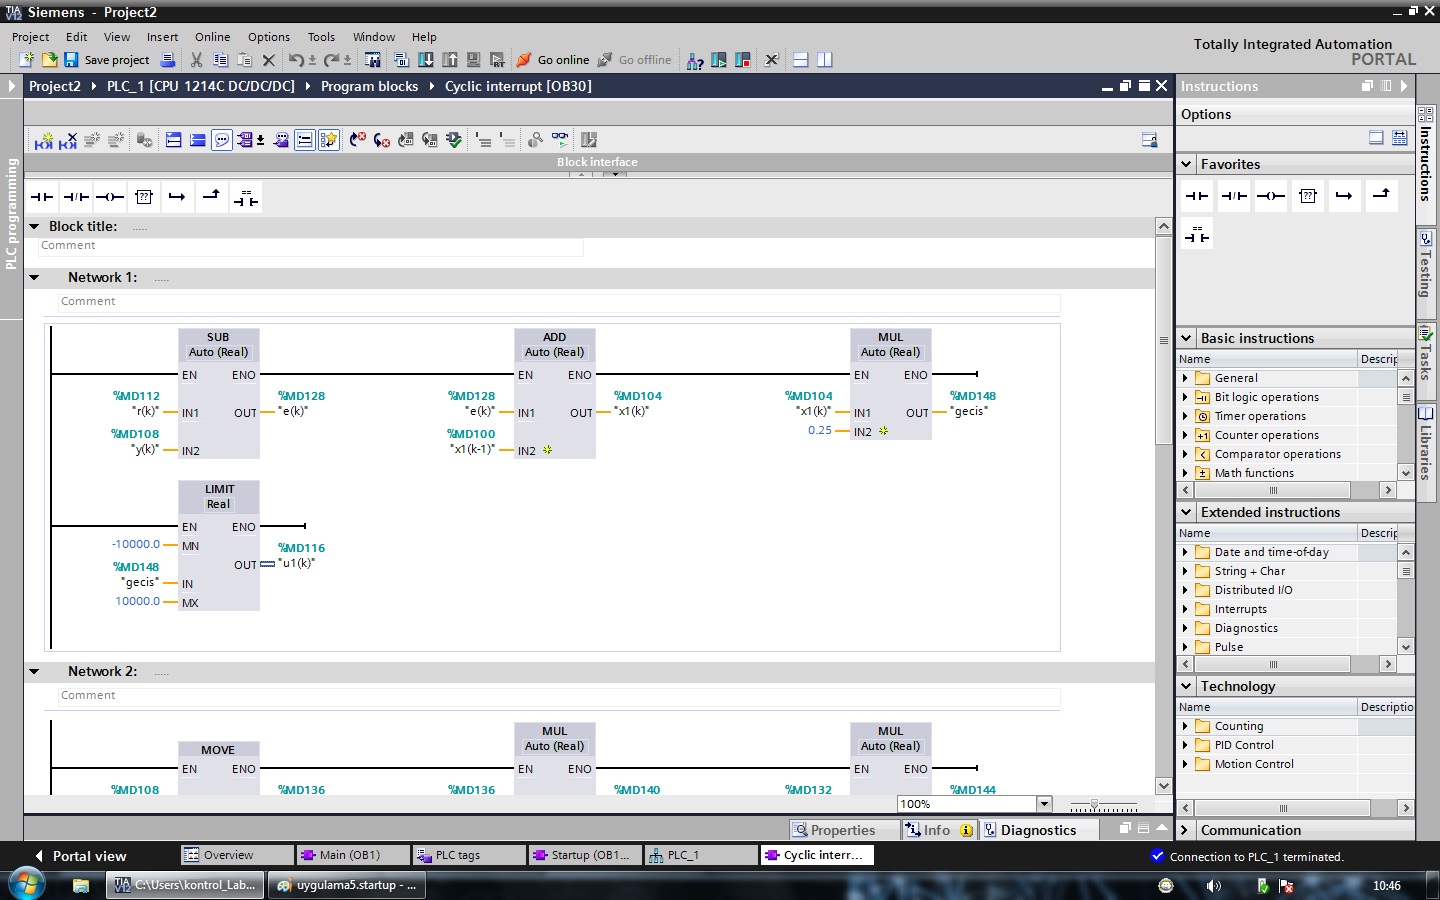 TIA V12 Siemens - Project2
Project Edit View Insert Online Options Tools Window Help
Save project Go online Go offline
Totally Integrated Automation
PORTAL
Project2 PLC_1 [CPU 1214C DC/DC/DC] Program blocks Cyclic interrupt [OB30]
PLC programming
Block interface
Block title: .....
Comment
Network 1: .....
Comment
SUB ADD MUL
Auto (Real) Auto (Real) Auto (Real)
EN ENO EN ENO EN ENO
%MD112 %MD128 %MD128 %MD104 %MD104 %MD148
"r(k)" IN1 OUT "e(k)" "e(k)" IN1 OUT "x1(k)" "x1(k)" IN1 OUT "gecis"
0.25 IN2
%MD108 %MD100
"y(k)" IN2 "x1(k-1)" IN2
LIMIT
Real
EN ENO
-10000.0 MN
%MD116
OUT "u1(k)"
%MD148
"gecis" IN
10000.0 MX
Network 2: .....
Comment
MUL MUL
MOVE Auto (Real) Auto (Real)
EN ENO EN ENO EN ENO
%MD108 %MD136 %MD136 %MD140 %MD132 %MD144
100%
Properties Info Diagnostics
Instructions
Options
Favorites
Basic instructions
Name Descrip
General
Bit logic operations
Timer operations
Counter operations
Comparator operations
Math functions
Extended instructions
Name Descrip
Date and time-of-day
String + Char
Distributed I/O
Interrupts
Diagnostics
Pulse
Technology
Name Descriptio
Counting
PID Control
Motion Control
Communication
Instructions
Testing
Tasks
Libraries
Portal view Overview Main (OB1) PLC tags Startup (OB1... PLC_1 Cyclic interr...
Connection to PLC_1 terminated.
C:\Users\kontrol_Lab... uygulama5.startup - ... 10:46